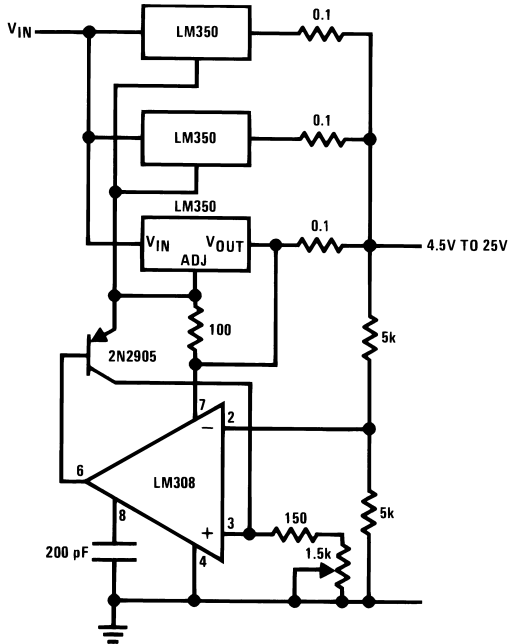 0.1
VIN
LM350
0.1
LM350
LM350
0.1
VIN VOUT
4.5V TO 25V
ADJ
100
5k
2N2905
7
2
−
6
LM308
8
+
3
150
5k
200 pF
4
1.5k